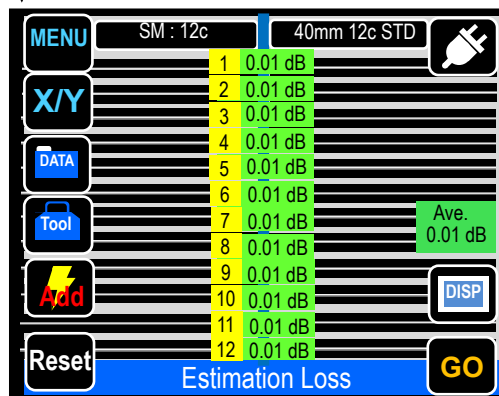 MENU
SM : 12c
40mm 12c STD
1 0.01 dB
X/Y
2 0.01 dB
3 0.01 dB
4 0.01 dB
DATA
5 0.01 dB
6 0.01 dB
Tool
7 0.01 dB
Ave.
0.01 dB
8 0.01 dB
9 0.01 dB
Add
10 0.01 dB
DISP
11 0.01 dB
12 0.01 dB
Reset
Estimation Loss
GO